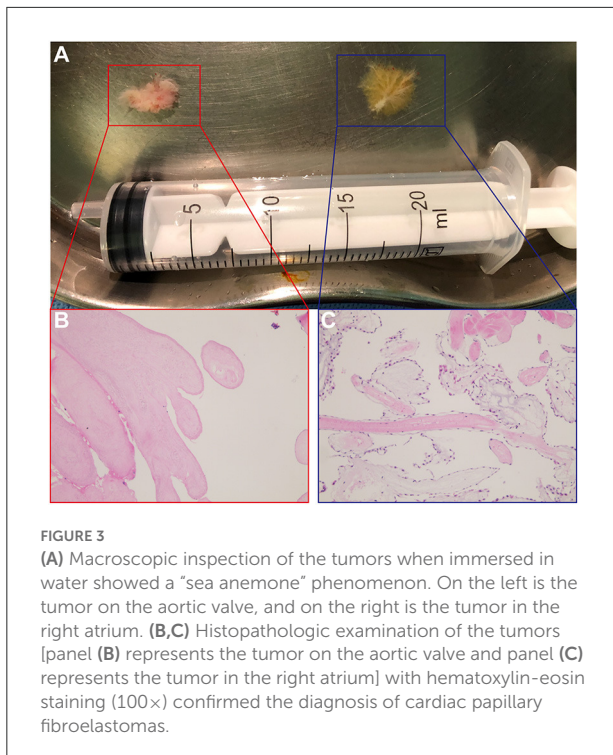 A
5
10
15
20
ml
B
C
FIGURE 3
(A) Macroscopic inspection of the tumors when immersed in
water showed a “sea anemone” phenomenon. On the left is the
tumor on the aortic valve, and on the right is the tumor in the
right atrium. (B,C) Histopathologic examination of the tumors
[panel (B) represents the tumor on the aortic valve and panel (C)
represents the tumor in the right atrium] with hematoxylin-eosin
staining (100×) confirmed the diagnosis of cardiac papillary
fibroelastomas.